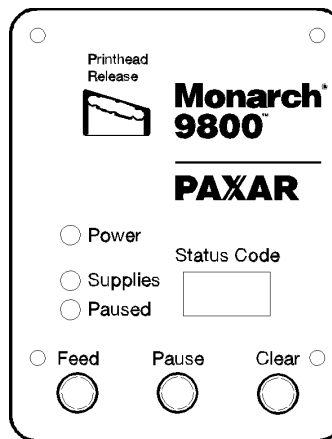 Printhead
Release
Monarch®
9800™
PAXAR
Power
Status Code
Supplies
Paused
Feed Pause Clear